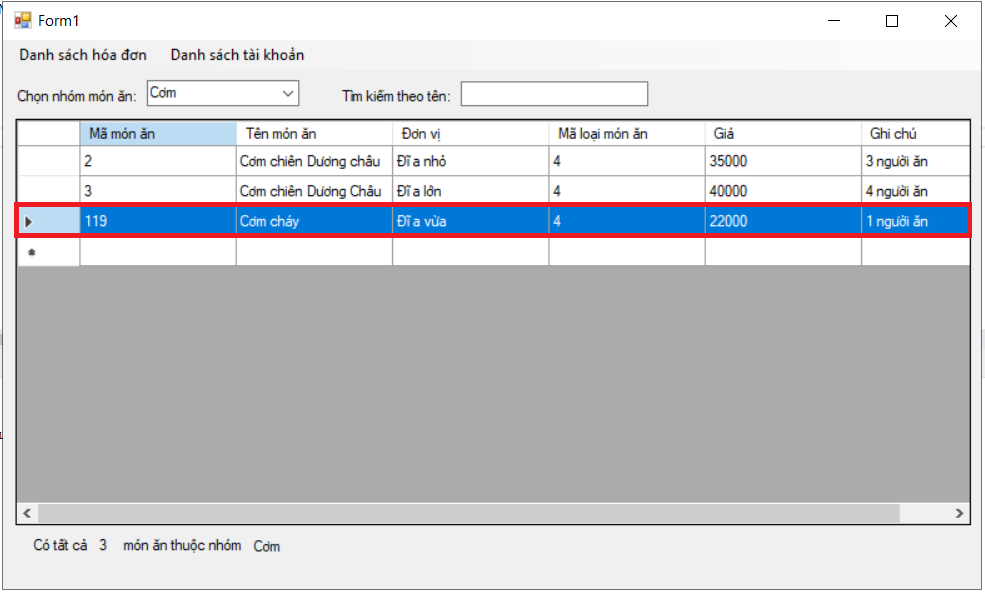 Form1
Danh sách hóa đơn Danh sách tài khoản
Chọn nhóm món ăn: Cơm Tìm kiếm theo tên:
Mã món ăn Tên món ăn Đơn vị Mã loại món ăn Giá Ghi chú
2 Cơm chiên Dương châu Đĩa nhỏ 4 35000 3 người ăn
3 Cơm chiên Dương Châu Đĩa lớn 4 40000 4 người ăn
119 Cơm cháy Đĩa vừa 4 22000 1 người ăn
Có tất cả 3 món ăn thuộc nhóm Cơm